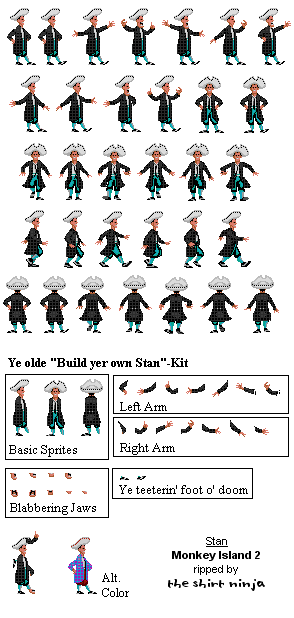 Ye olde "Build yer own Stan"-Kit
Basic Sprites
Left Arm
Right Arm
Blabbering Jaws
Ye teeterin' foot o' doom
Alt.
Color
Stan
Monkey Island 2
ripped by
the shirt ninja